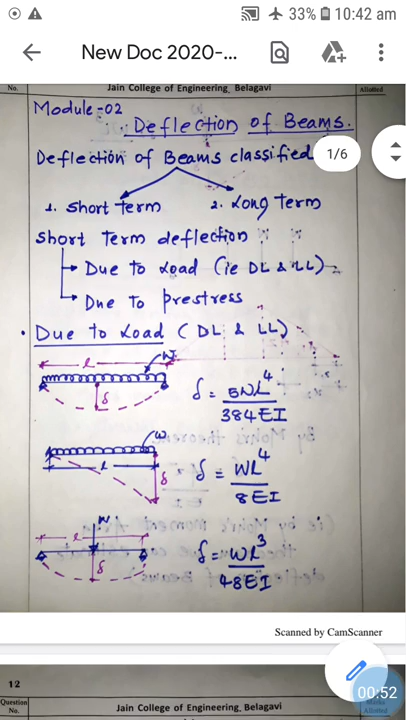 33% 10:42 am
New Doc 2020-...
No. Jain College of Engineering, Belagavi Allotted
Module-02
Deflection of Beams.
Deflection of Beams classified
1/6
1. Short Term 2. Long Term
Short Term deflection
Due to Load (ie DL & LL)
Due to prestress
• Due to Load (DL & LL)
l W
δ = 5WL⁴/384EI
δ
w
l δ δ = WL⁴/8EI
W
l
δ δ = WL³/48EI
Scanned by CamScanner
00:52
12
Question No. Jain College of Engineering, Belagavi Marks Allotted